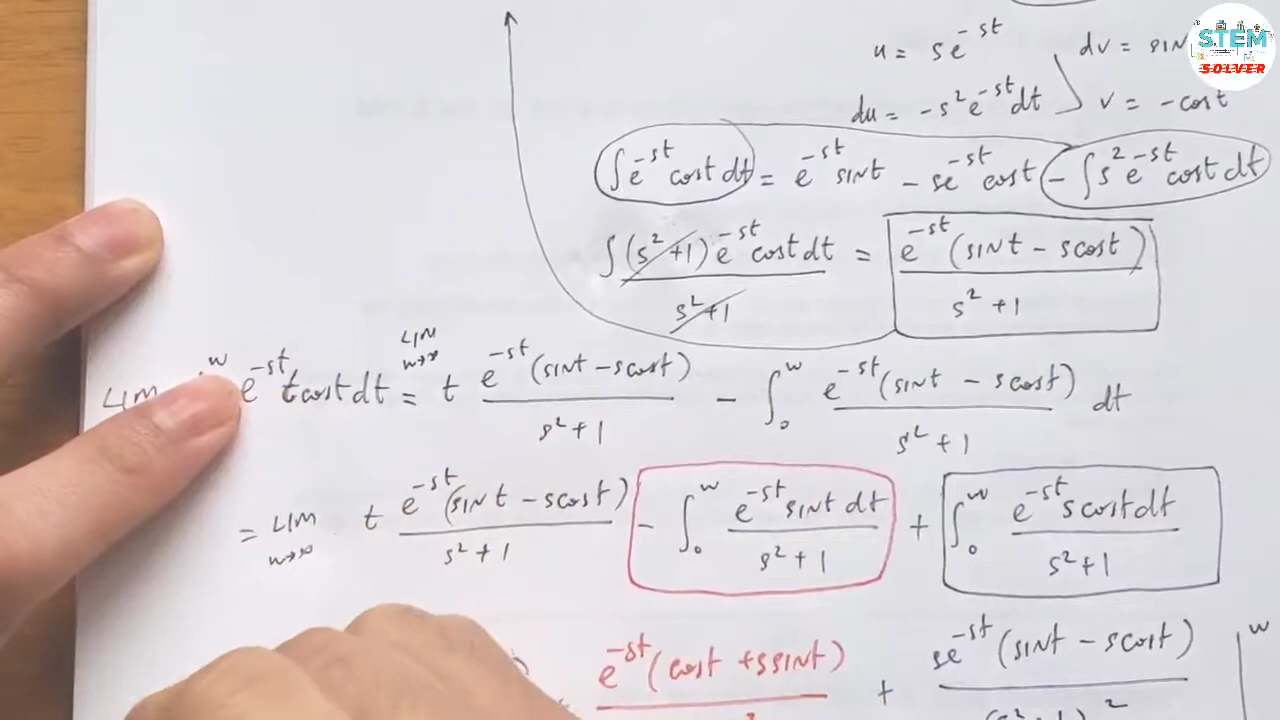 STEM
SOLVER
u = se^{-st} dv = sin
du = -s^2 e^{-st} dt v = -cost
∫e^{-st} cost dt = e^{-st} sint - se^{-st} cost - ∫s^2 e^{-st} cost dt
∫(s^2+1)e^{-st} cost dt / s^2+1 = e^{-st}(sint - scost) / s^2+1
LIM w e^{-st} tcost dt = LIM w→∞ t e^{-st}(sint - scost) / s^2+1 - ∫_0^w e^{-st}(sint - scost) / s^2+1 dt
= LIM w→∞ t e^{-st}(sint - scost) / s^2+1 - ∫_0^w e^{-st} sint dt / s^2+1 + ∫_0^w e^{-st} scost dt / s^2+1
e^{-st}(cost + ssint) + se^{-st}(sint - scost) / (s^2+1)^2 | w